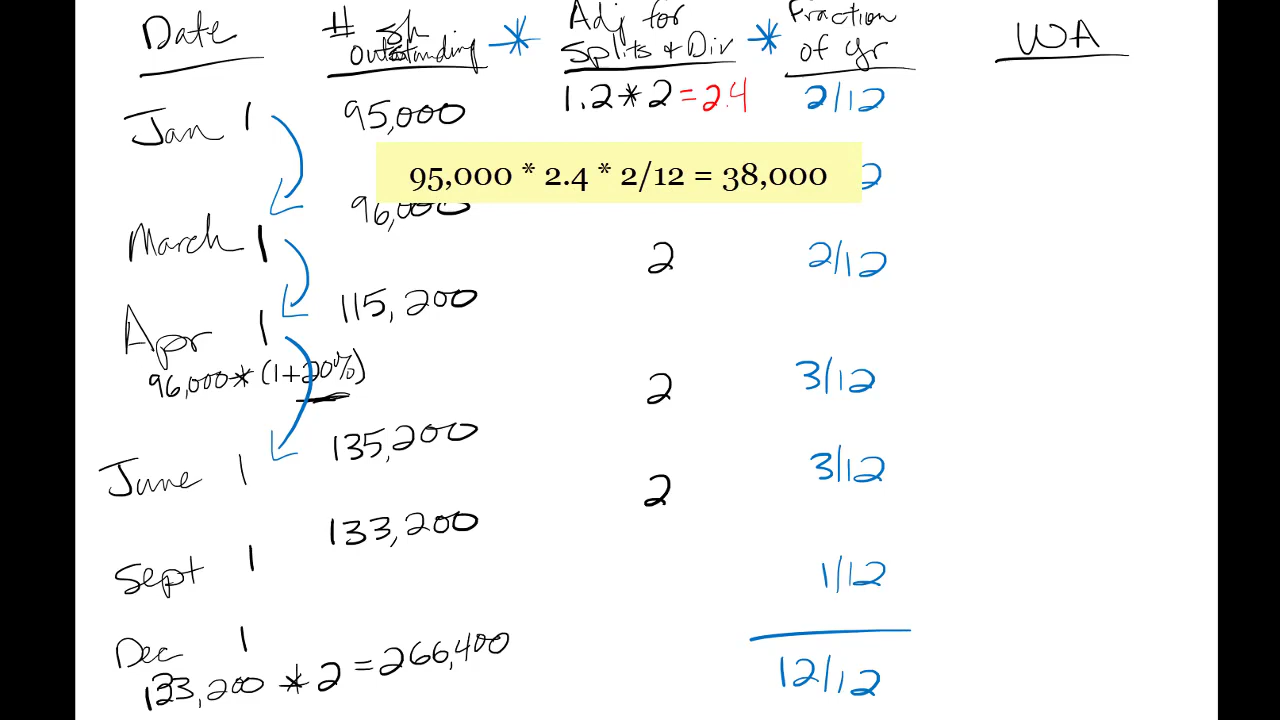 Date # sh Outstanding * Adj for Splits + Div * Fraction of Yr WA
Jan 1 95,000 1.2 * 2 = 2.4 2/12
95,000 * 2.4 * 2/12 = 38,000
2
96,000
March 1 2 2/12
115,200
Apr 1
96,000 * (1+20%) 2 3/12
135,200
June 1 2 3/12
133,200
Sept 1 1/12
Dec 1
133,200 * 2 = 266,400 12/12